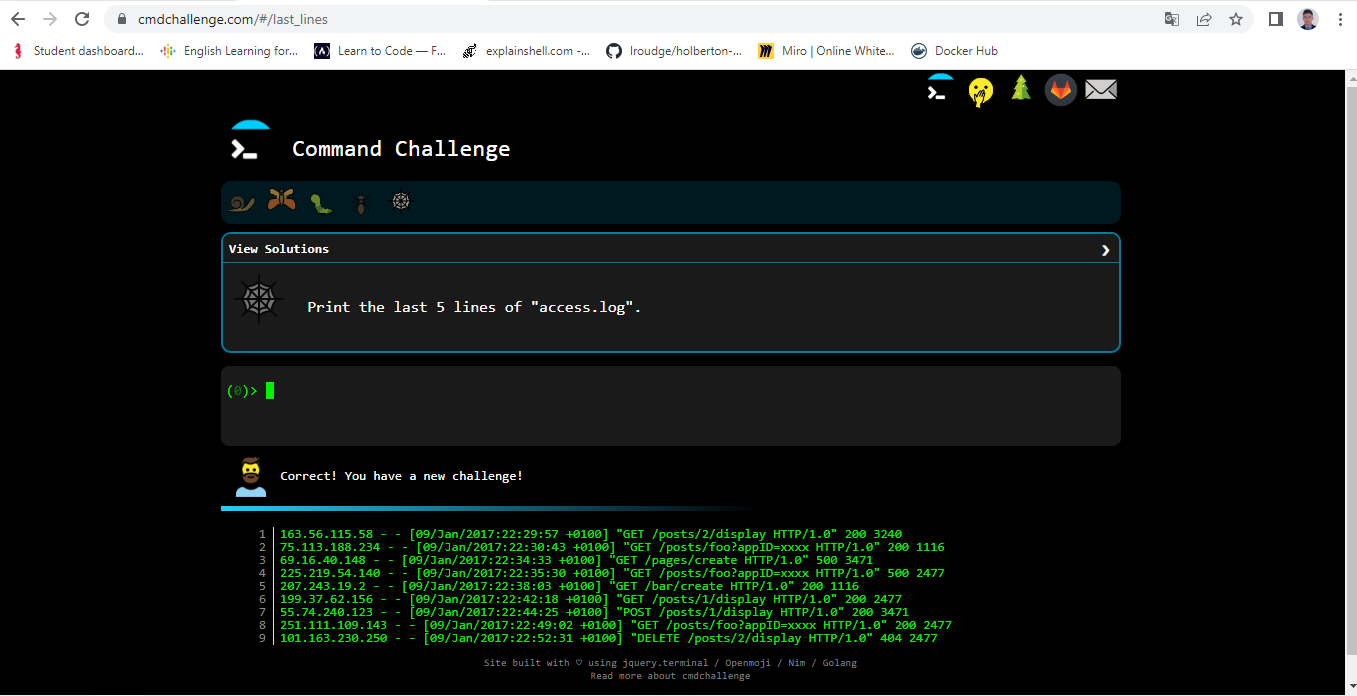 cmdchallenge.com/#/last_lines
Student dashboard... English Learning for... Learn to Code — F... explainshell.com -... lroudge/holberton-... Miro | Online White... Docker Hub
Command Challenge
View Solutions
Print the last 5 lines of "access.log".
(0)>
Correct! You have a new challenge!
1 163.56.115.58 - - [09/Jan/2017:22:29:57 +0100] "GET /posts/2/display HTTP/1.0" 200 3240
2 75.113.188.234 - - [09/Jan/2017:22:30:43 +0100] "GET /posts/foo?appID=xxxx HTTP/1.0" 200 1116
3 69.16.40.148 - - [09/Jan/2017:22:34:33 +0100] "GET /pages/create HTTP/1.0" 500 3471
4 225.219.54.140 - - [09/Jan/2017:22:35:30 +0100] "GET /posts/foo?appID=xxxx HTTP/1.0" 500 2477
5 207.243.19.2 - - [09/Jan/2017:22:38:03 +0100] "GET /bar/create HTTP/1.0" 200 1116
6 199.37.62.156 - - [09/Jan/2017:22:42:18 +0100] "GET /posts/1/display HTTP/1.0" 200 2477
7 55.74.240.123 - - [09/Jan/2017:22:44:25 +0100] "POST /posts/1/display HTTP/1.0" 200 3471
8 251.111.109.143 - - [09/Jan/2017:22:49:02 +0100] "GET /posts/foo?appID=xxxx HTTP/1.0" 200 2477
9 101.163.230.250 - - [09/Jan/2017:22:52:31 +0100] "DELETE /posts/2/display HTTP/1.0" 404 2477
Site built with ♡ using jquery.terminal / Openmoji / Nim / Golang
Read more about cmdchallenge